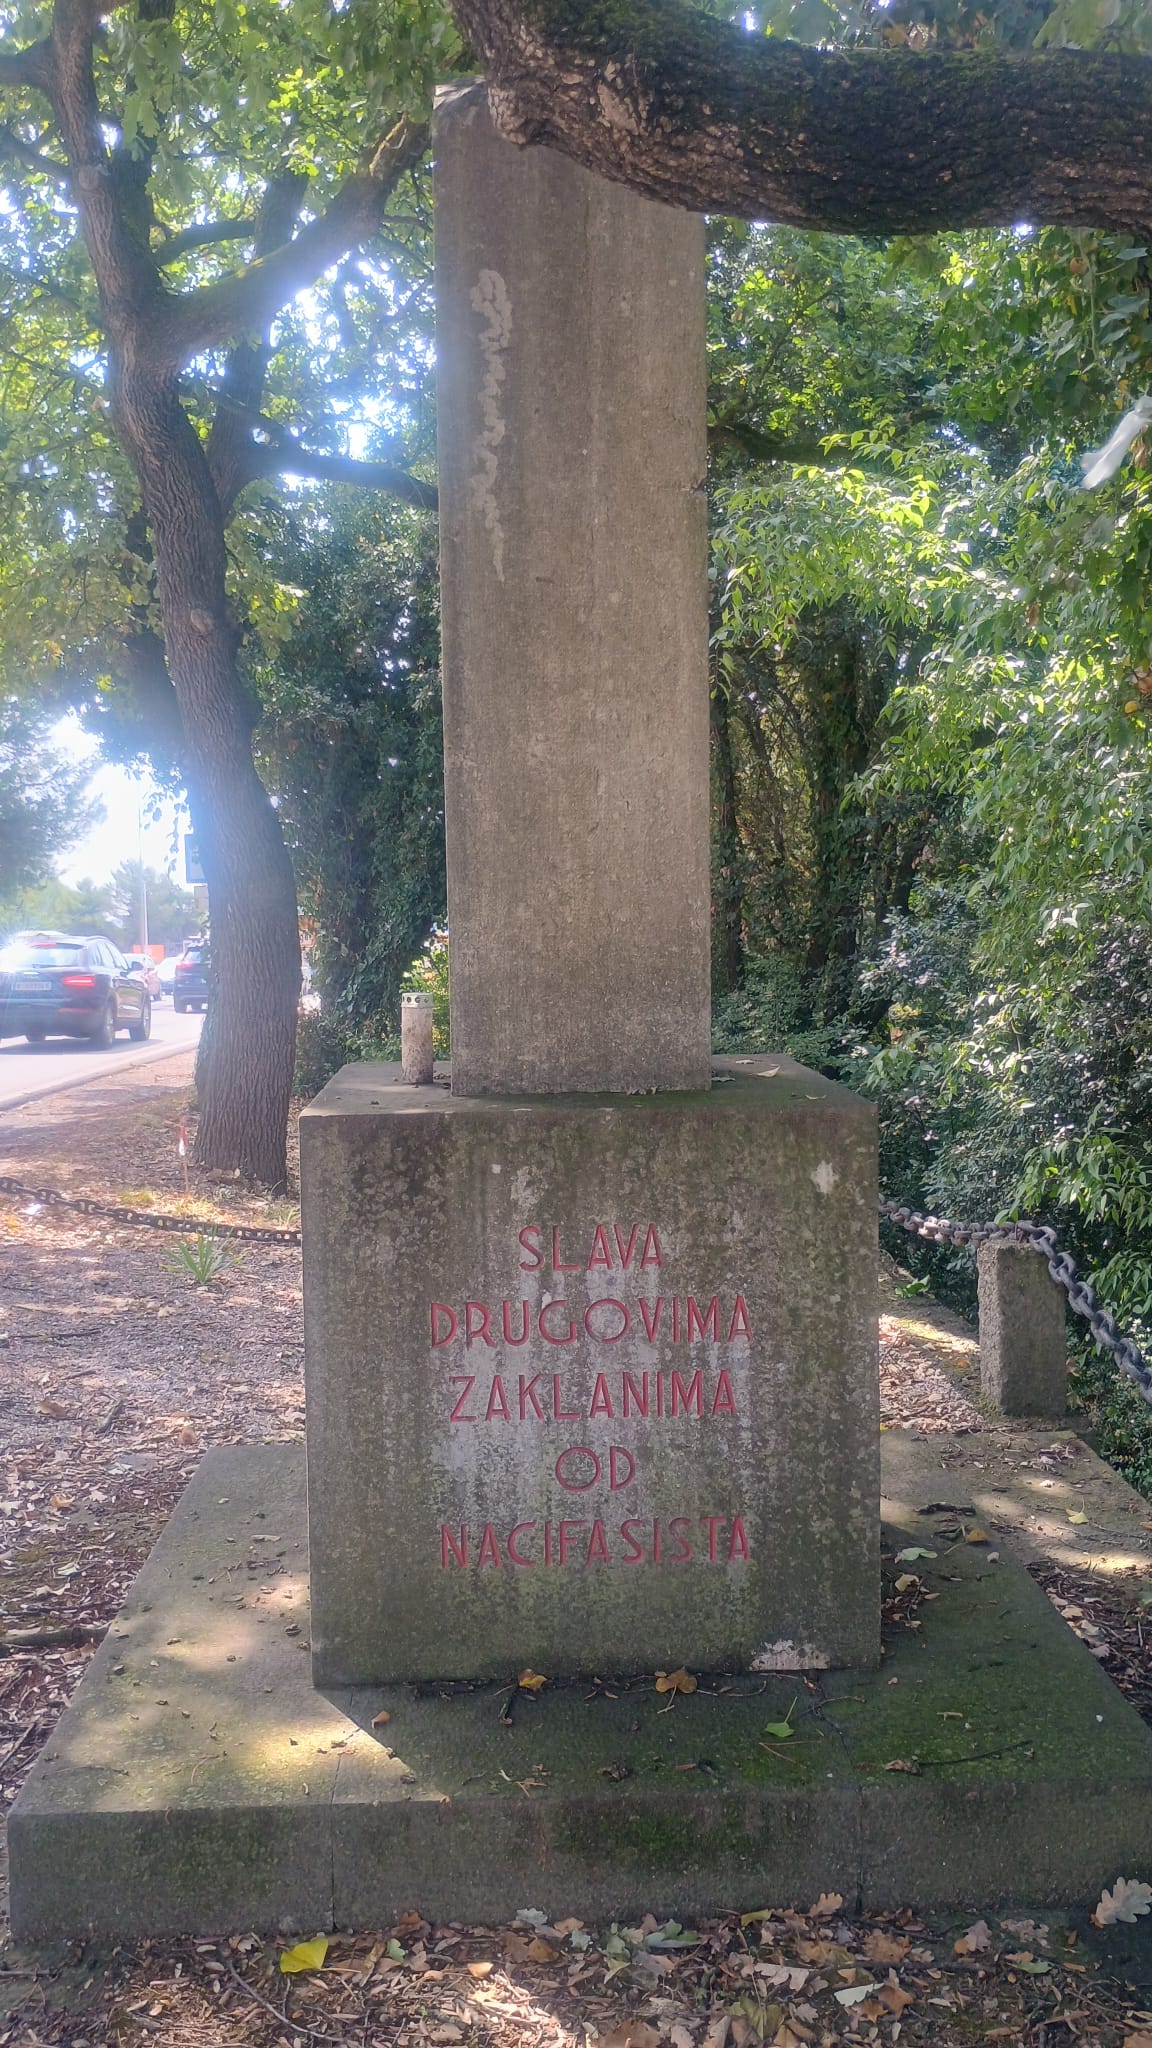 SLAVA
DRUGOVIMA
ZAKLANIMA
OD
NACIFASISTA